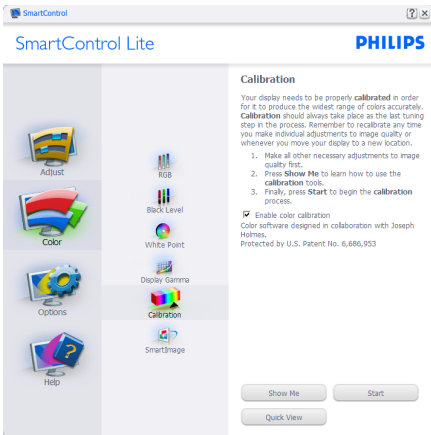 SmartControl
SmartControl Lite
PHILIPS
Adjust
Color
Options
Help
RGB
Black Level
White Point
Display Gamma
Calibration
SmartImage
Calibration
Your display needs to be properly calibrated in order
for it to produce the widest range of colors accurately.
Calibration should always take place as the last tuning
step in the process. Remember to recalibrate any time
you make individual adjustments to image quality or
whenever you move your display to a new location.
1. Make all other necessary adjustments to image
quality first.
2. Press Show Me to learn how to use the
calibration tools.
3. Finally, press Start to begin the calibration
process.
Enable color calibration
Color software designed in collaboration with Joseph
Holmes.
Protected by U.S. Patent No. 6,686,953
Show Me
Start
Quick View